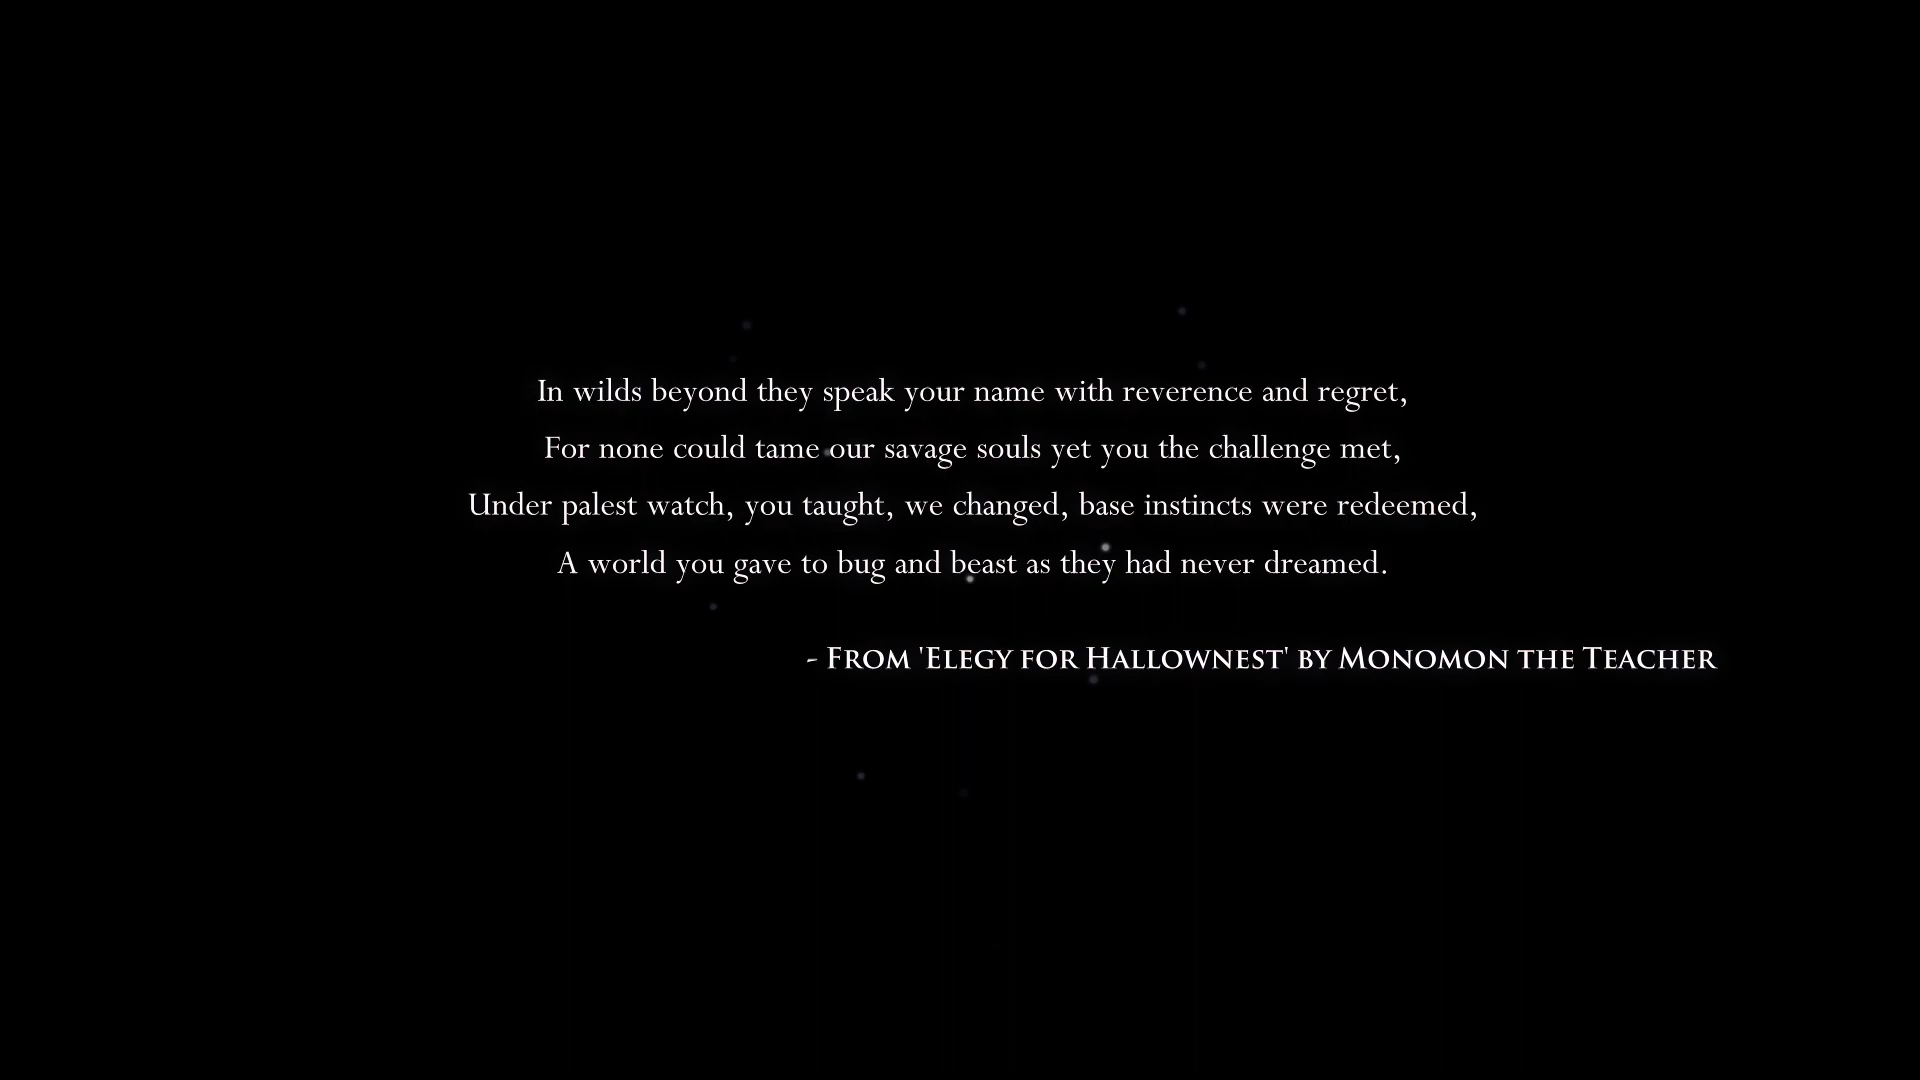 In wilds beyond they speak your name with reverence and regret,
For none could tame our savage souls yet you the challenge met,
Under palest watch, you taught, we changed, base instincts were redeemed,
A world you gave to bug and beast as they had never dreamed.
- From 'Elegy for Hallownest' by Monomon the Teacher